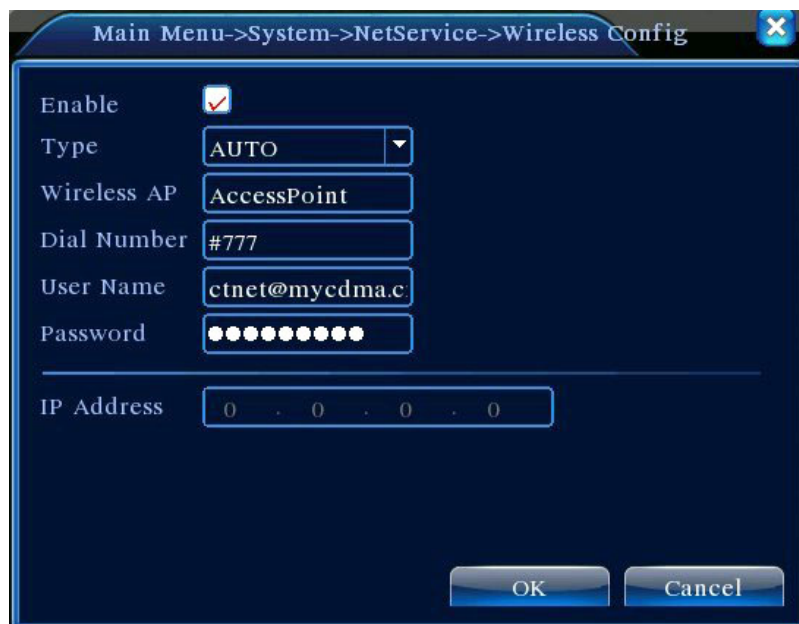 Main Menu->System->NetService->Wireless Config
Enable
Type AUTO
Wireless AP AccessPoint
Dial Number #777
User Name ctnet@mycdma.c
Password
IP Address 0 . 0 . 0 . 0
OK Cancel